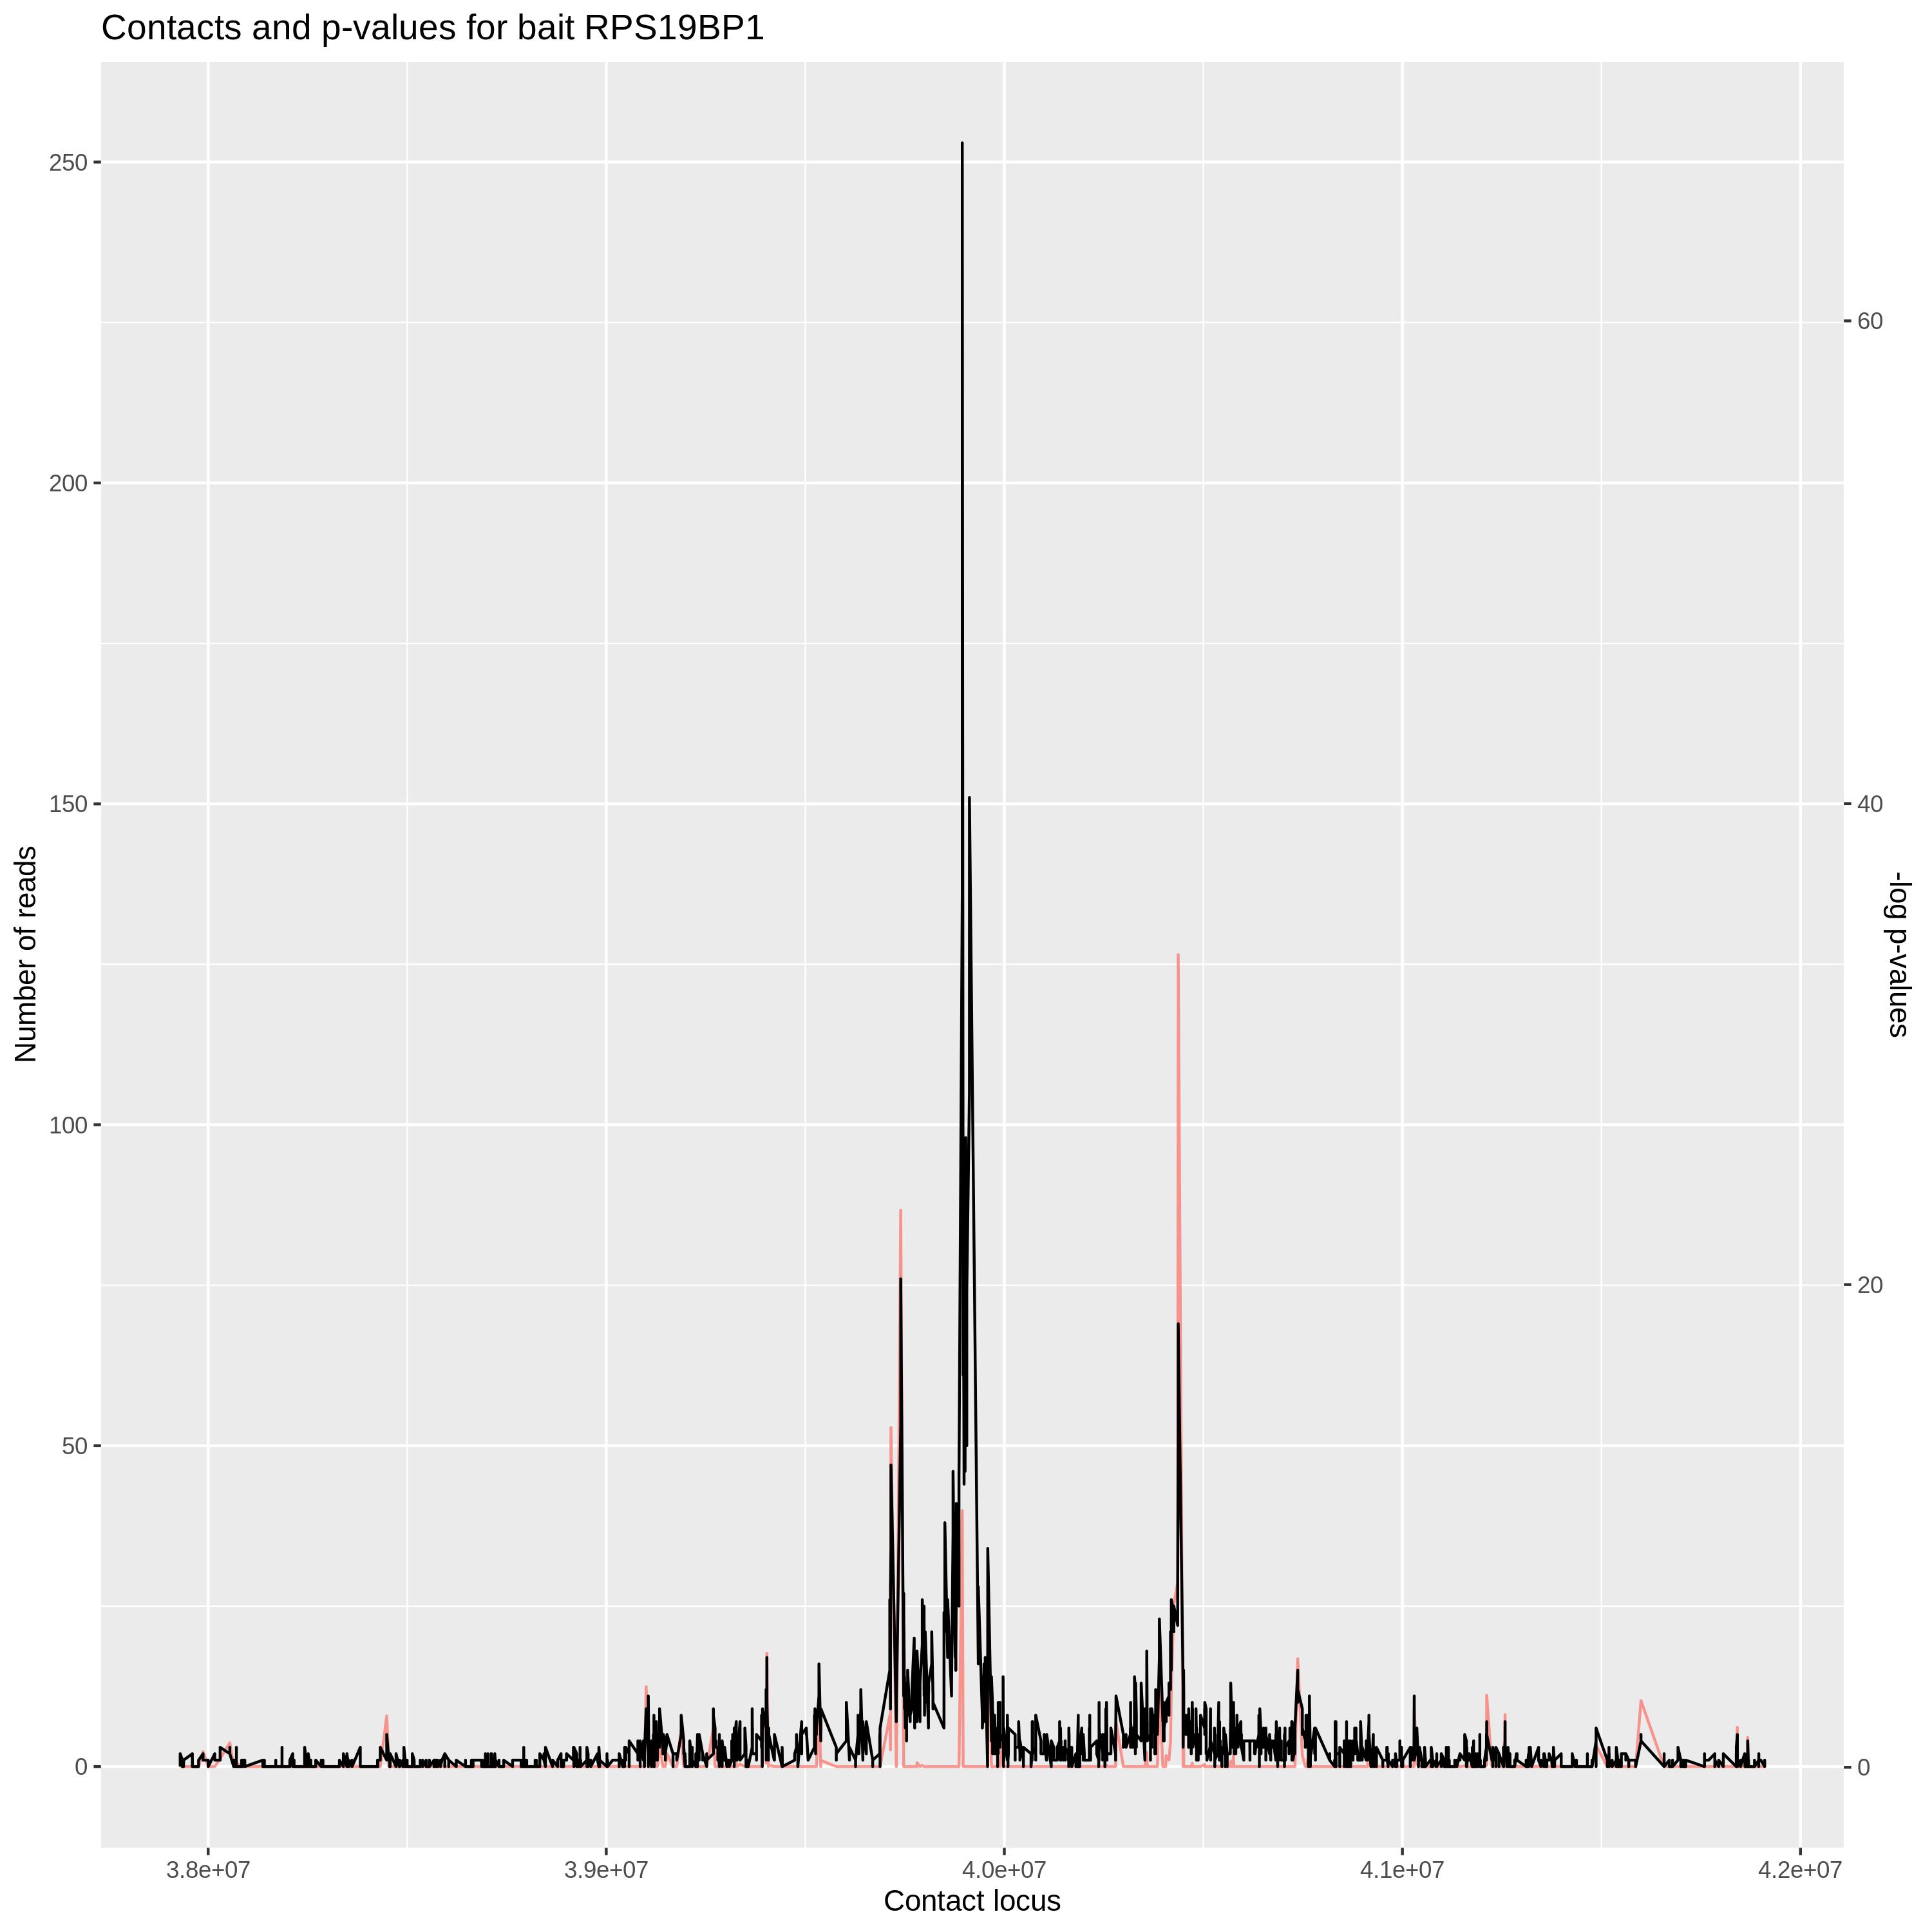 Contacts and p-values for bait RPS19BP1
250
200
150
100
50
0
Number of reads
60
40
20
0
-log p-values
3.8e+07
3.9e+07
4.0e+07
4.1e+07
4.2e+07
Contact locus